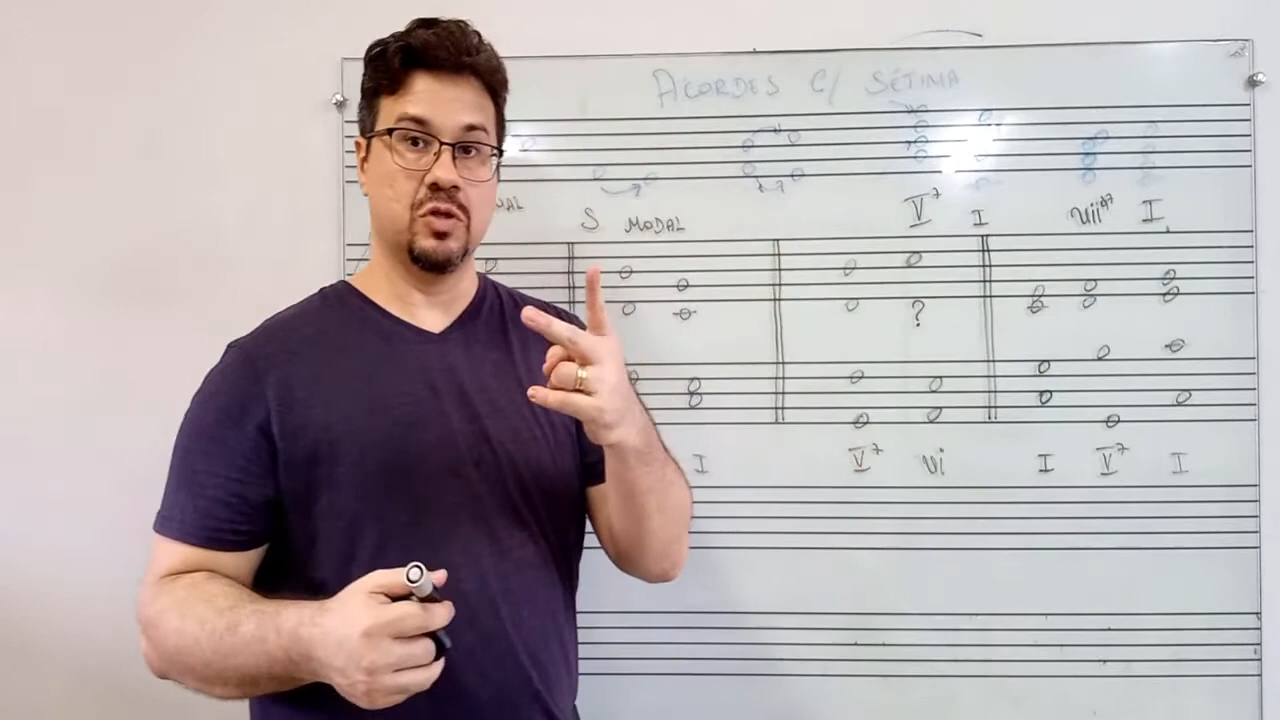 ACORDES C/ SÉTIMA
V7 I vii°7 I
S MODAL
?
I V7 vi I V7 I